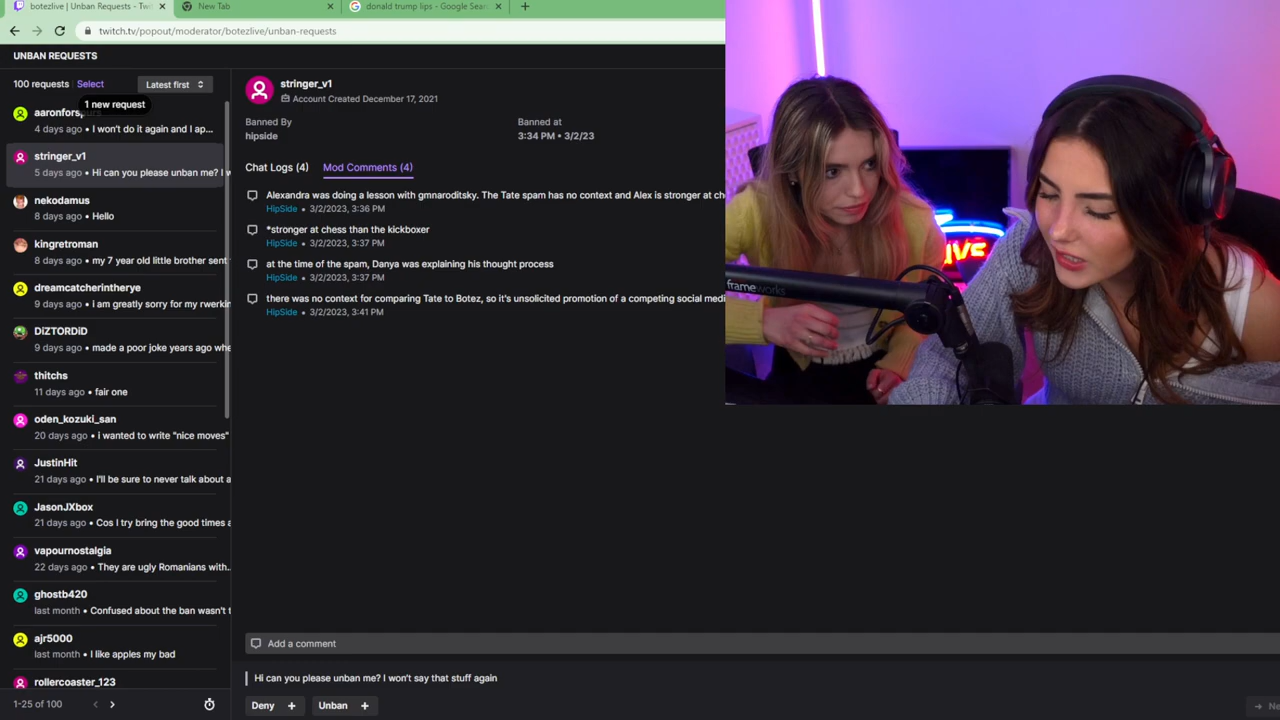 botezlive | Unban Requests - Twi
New Tab
donald trump lips - Google Sear
twitch.tv/popout/moderator/botezlive/unban-requests
UNBAN REQUESTS
100 requests Select Latest first
1 new request
4 days ago • I won't do it again and I ap...
stringer_v1
5 days ago • Hi can you please unban me? I w
nekodamus
8 days ago • Hello
kingretroman
8 days ago • my 7 year old little brother sent
dreamcatcherintherye
9 days ago • i am greatly sorry for my rwerkin
DiZTORDiD
9 days ago • made a poor joke years ago whe
thitchs
11 days ago • fair one
oden_kozuki_san
20 days ago • i wanted to write "nice moves"
JustinHit
21 days ago • I'll be sure to never talk about a
JasonJXbox
21 days ago • Cos I try bring the good times a
vapournostalgia
22 days ago • They are ugly Romanians with..
ghostb420
last month • Confused about the ban wasn't t
ajr5000
last month • I like apples my bad
rollercoaster_123
1-25 of 100
stringer_v1
Account Created December 17, 2021
Banned By
hipside
Banned at
3:34 PM • 3/2/23
Chat Logs (4) Mod Comments (4)
Alexandra was doing a lesson with gmnaroditsky. The Tate spam has no context and Alex is stronger at che
HipSide • 3/2/2023, 3:36 PM
*stronger at chess than the kickboxer
HipSide • 3/2/2023, 3:37 PM
at the time of the spam, Danya was explaining his thought process
HipSide • 3/2/2023, 3:37 PM
there was no context for comparing Tate to Botez, so it's unsolicited promotion of a competing social medi
HipSide • 3/2/2023, 3:41 PM
Add a comment
Hi can you please unban me? I won't say that stuff again
Deny + Unban +
frameworks
LIVE